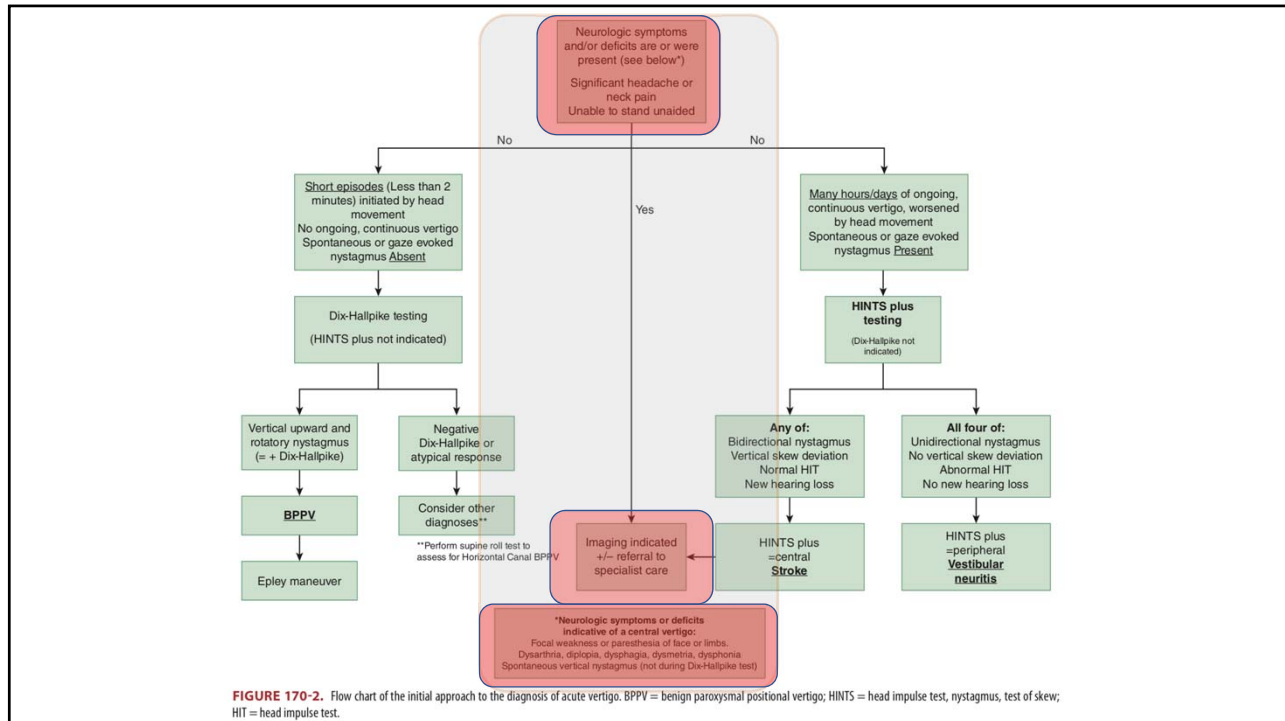 Neurologic symptoms
and/or deficits are or were
present (see below*)
Significant headache or
neck pain
Unable to stand unaided
No
No
Yes
Short episodes (Less than 2
minutes) initiated by head
movement
No ongoing, continuous vertigo
Spontaneous or gaze evoked
nystagmus Absent
Many hours/days of ongoing,
continuous vertigo, worsened
by head movement
Spontaneous or gaze evoked
nystagmus Present
Dix-Hallpike testing
(HINTS plus not indicated)
HINTS plus
testing
(Dix-Hallpike not
indicated)
Vertical upward and
rotatory nystagmus
(= + Dix-Hallpike)
Negative
Dix-Hallpike or
atypical response
Any of:
Bidirectional nystagmus
Vertical skew deviation
Normal HIT
New hearing loss
All four of:
Unidirectional nystagmus
No vertical skew deviation
Abnormal HIT
No new hearing loss
BPPV
Consider other
diagnoses**
**Perform supine roll test to
assess for Horizontal Canal BPPV
Imaging indicated
+/– referral to
specialist care
HINTS plus
=central
Stroke
HINTS plus
=peripheral
Vestibular
neuritis
Epley maneuver
*Neurologic symptoms or deficits
indicative of a central vertigo:
Focal weakness or paresthesia of face or limbs.
Dysarthria, diplopia, dysphagia, dysmetria, dysphonia
Spontaneous vertical nystagmus (not during Dix-Hallpike test)
FIGURE 170-2. Flow chart of the initial approach to the diagnosis of acute vertigo. BPPV = benign paroxysmal positional vertigo; HINTS = head impulse test, nystagmus, test of skew;
HIT = head impulse test.